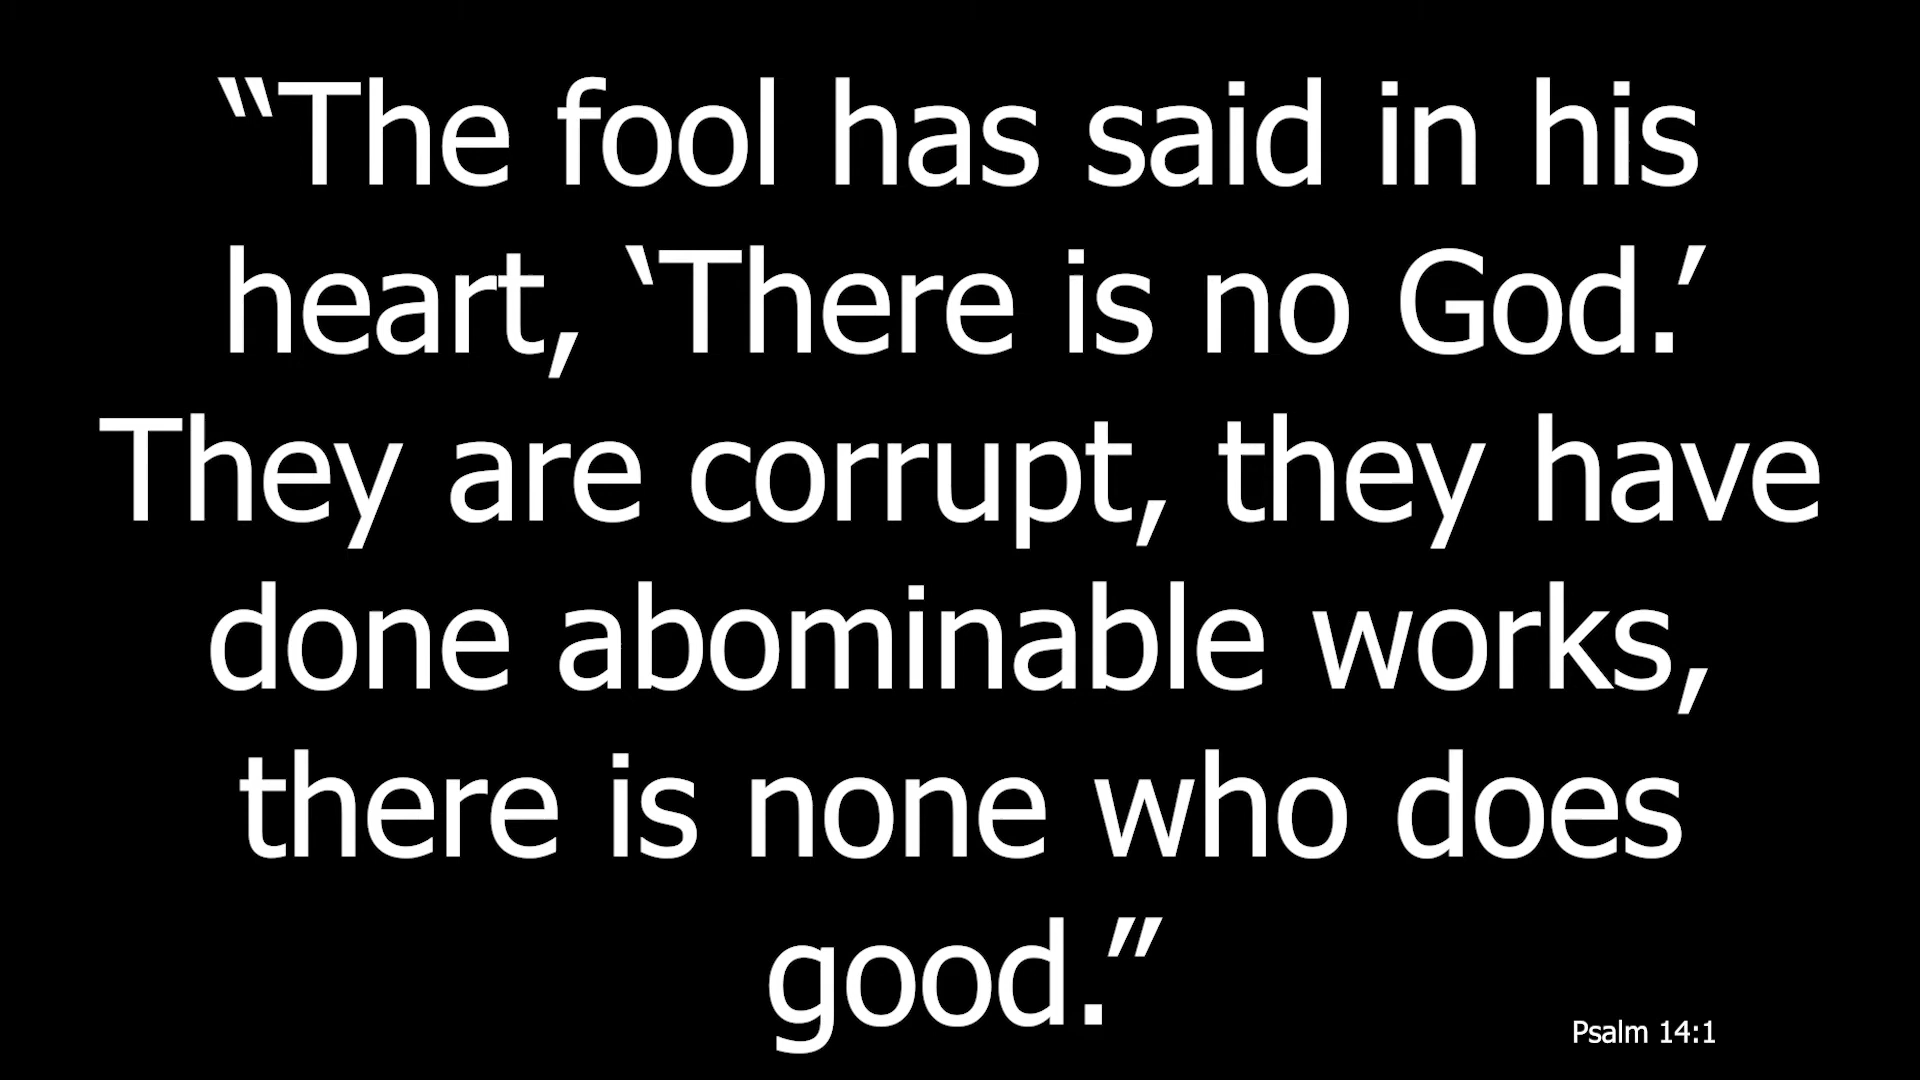 “The fool has said in his
heart, ‘There is no God.’
They are corrupt, they have
done abominable works,
there is none who does
good.”
Psalm 14:1